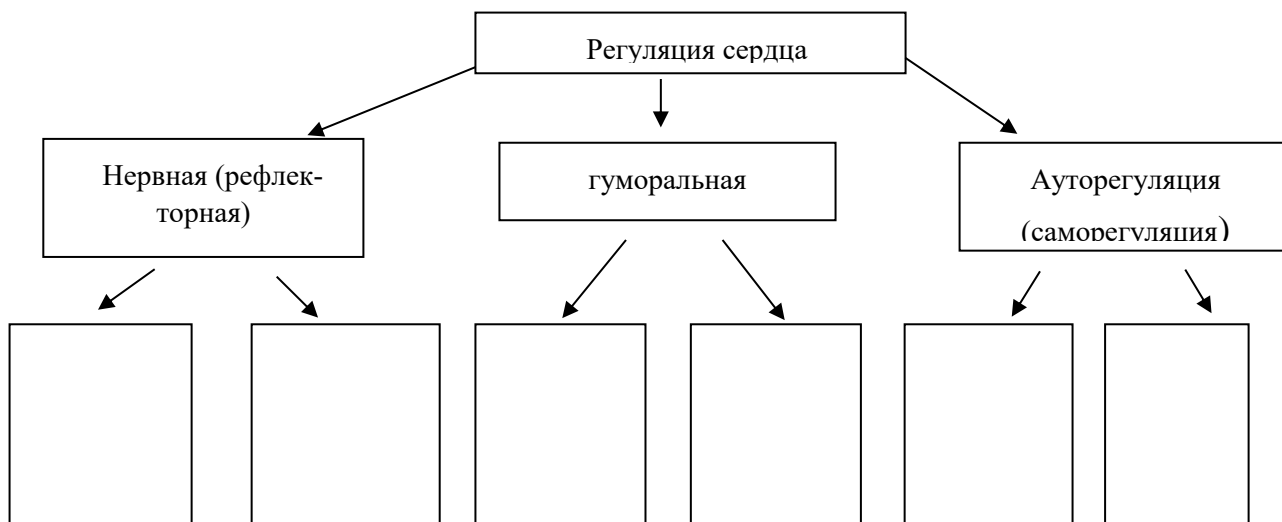 Регуляция сердца
Нервная (рефлек-
торная)
гуморальная
Ауторегуляция
(саморегуляция)